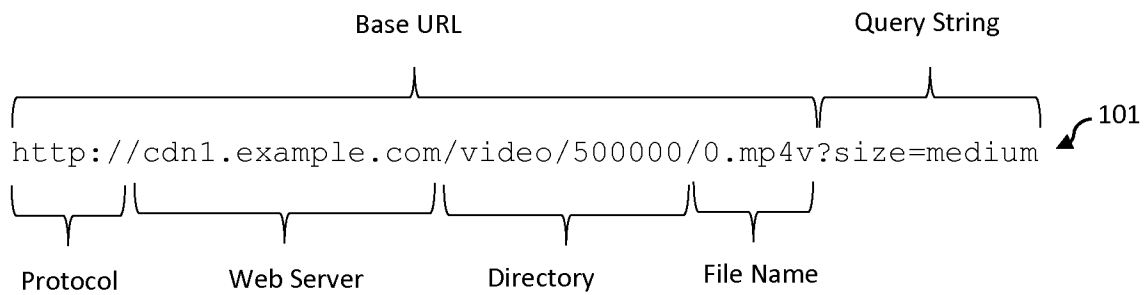 Base URL
Query String
101
http://cdn1.example.com/video/500000/0.mp4v?size=medium
Protocol
Web Server
Directory
File Name